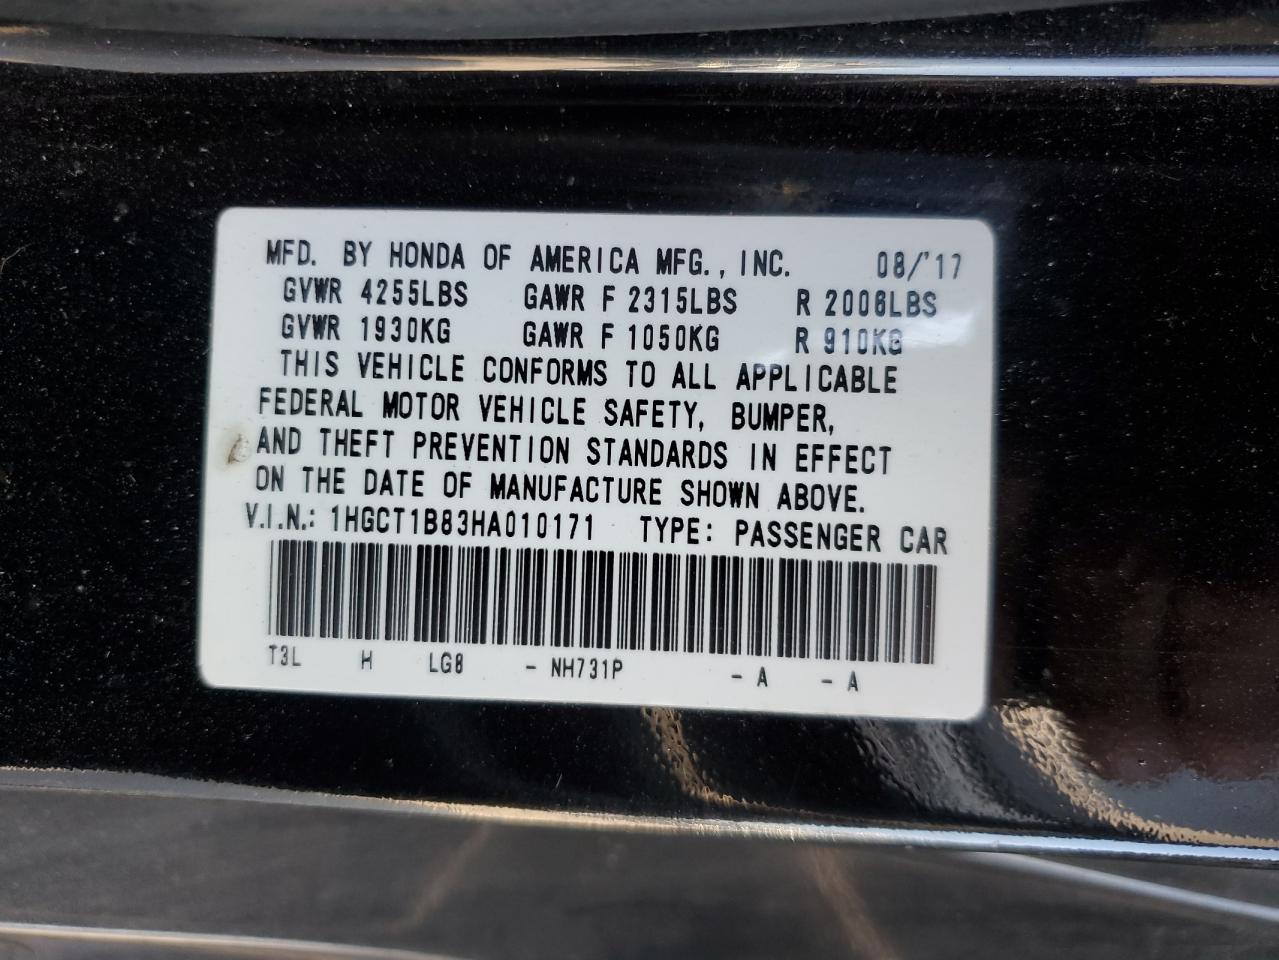 MFD. BY HONDA OF AMERICA MFG., INC. 08/'17
GVWR 4255LBS GAWR F 2315LBS R 2006LBS
GVWR 1930KG GAWR F 1050KG R 910KG
THIS VEHICLE CONFORMS TO ALL APPLICABLE
FEDERAL MOTOR VEHICLE SAFETY, BUMPER,
AND THEFT PREVENTION STANDARDS IN EFFECT
ON THE DATE OF MANUFACTURE SHOWN ABOVE.
V.I.N.: 1HGCT1B83HA010171 TYPE: PASSENGER CAR
T3L H LG8 - NH731P - A - A